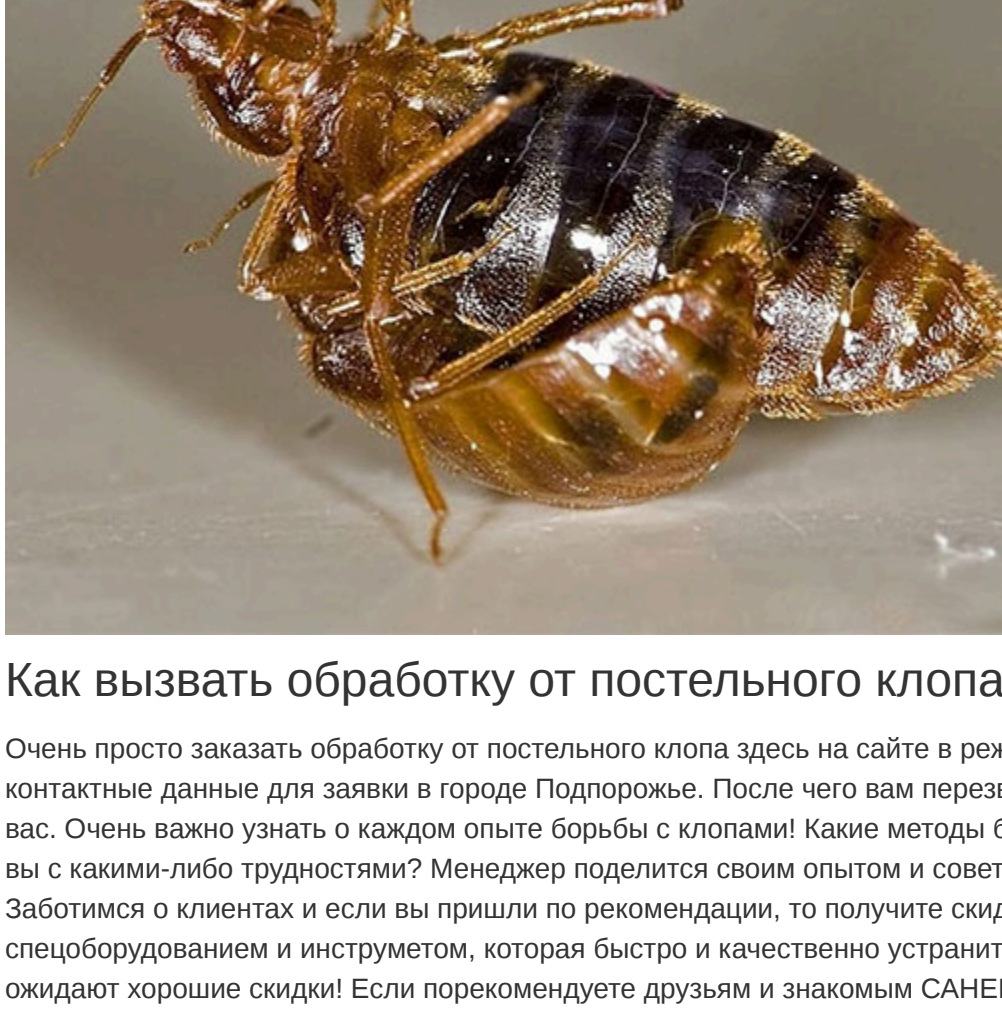 Как вызвать обработку от постельного клопа
Очень просто заказать обработку от постельного клопа здесь на сайте в
контактные данные для заявки в городе Подпорожье. После чего вам
вас. Очень важно узнать о каждом опыте борьбы с клопами! Какие методы
вы с какими-либо трудностями? Менеджер поделится своим опытом и
Заботимся о клиентах и если вы пришли по рекомендации, то получите
спецоборудованием и инструметом, которая быстро и качественно устранит
ожидают хорошие скидки! Если порекомендуете друзьям и знакомым